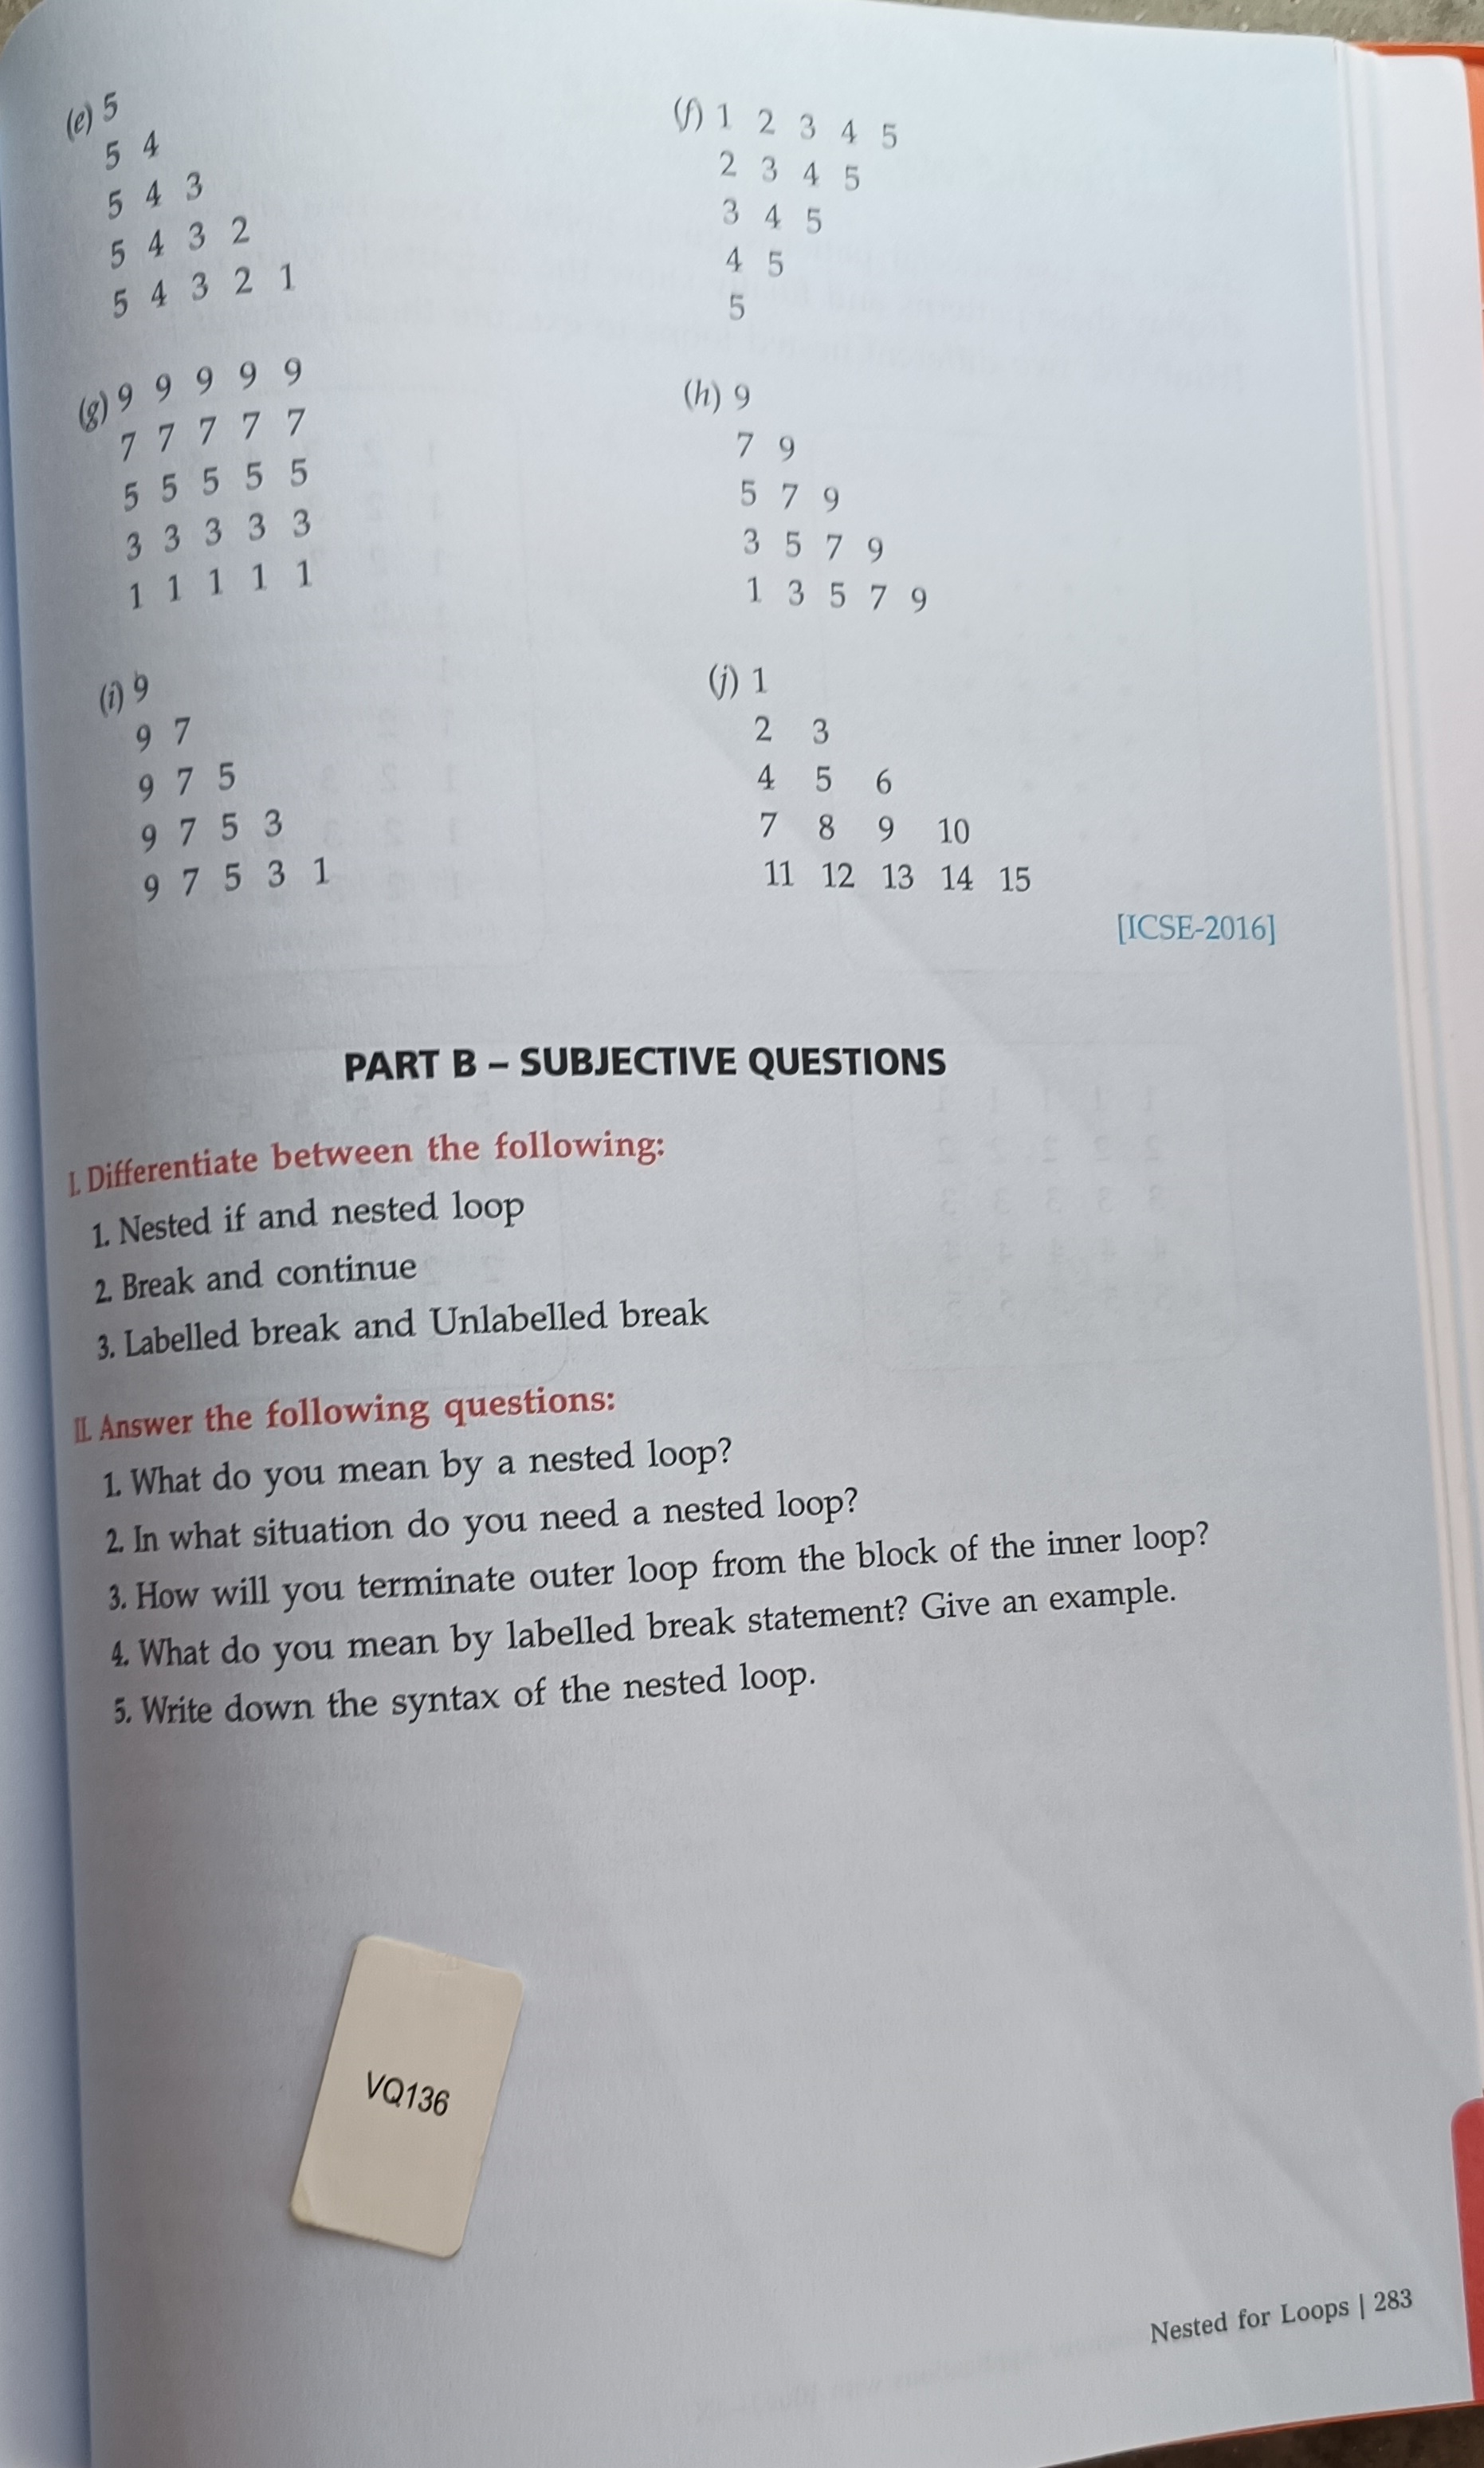 (e) 5
5 4
5 4 3
5 4 3 2
5 4 3 2 1
(f) 1 2 3 4 5
2 3 4 5
3 4 5
4 5
5
(g) 9 9 9 9 9
7 7 7 7 7
5 5 5 5 5
3 3 3 3 3
1 1 1 1 1
(h) 9
7 9
5 7 9
3 5 7 9
1 3 5 7 9
(i) 9
9 7
9 7 5
9 7 5 3
9 7 5 3 1
(j) 1
2 3
4 5 6
7 8 9 10
11 12 13 14 15
[ICSE-2016]
PART B – SUBJECTIVE QUESTIONS
I. Differentiate between the following:
1. Nested if and nested loop
2. Break and continue
3. Labelled break and Unlabelled break
II. Answer the following questions:
1. What do you mean by a nested loop?
2. In what situation do you need a nested loop?
3. How will you terminate outer loop from the block of the inner loop?
4. What do you mean by labelled break statement? Give an example.
5. Write down the syntax of the nested loop.
VQ136
Nested for Loops | 283